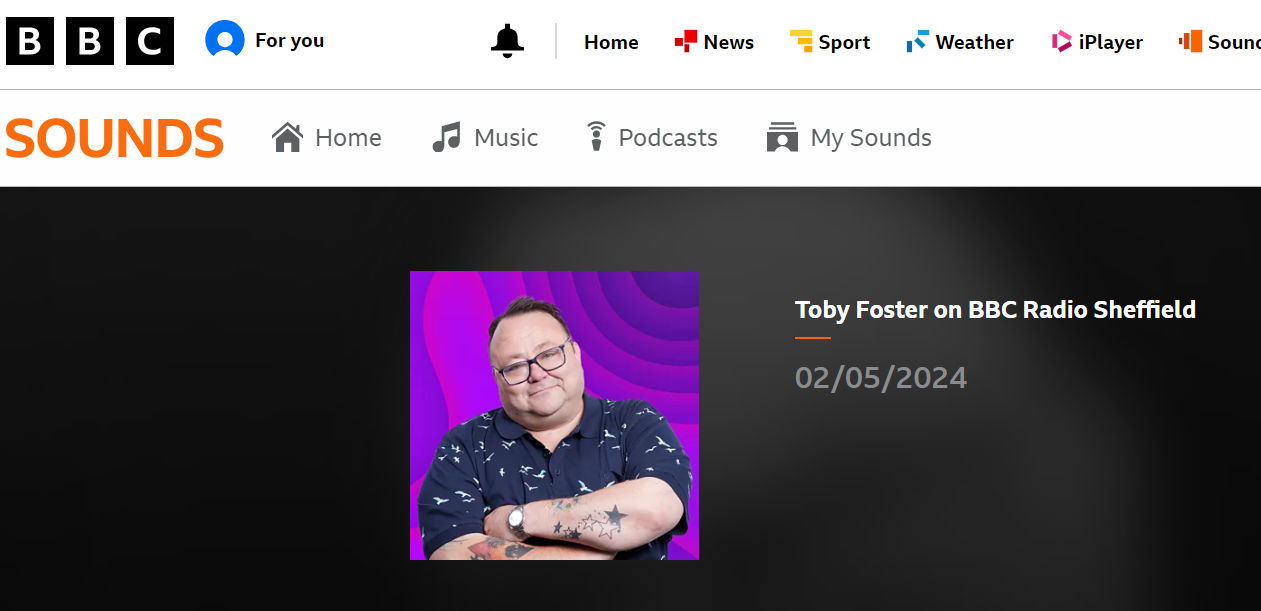 BBC For you Home News Sport Weather iPlayer Soun
SOUNDS Home Music Podcasts My Sounds
Toby Foster on BBC Radio Sheffield
02/05/2024